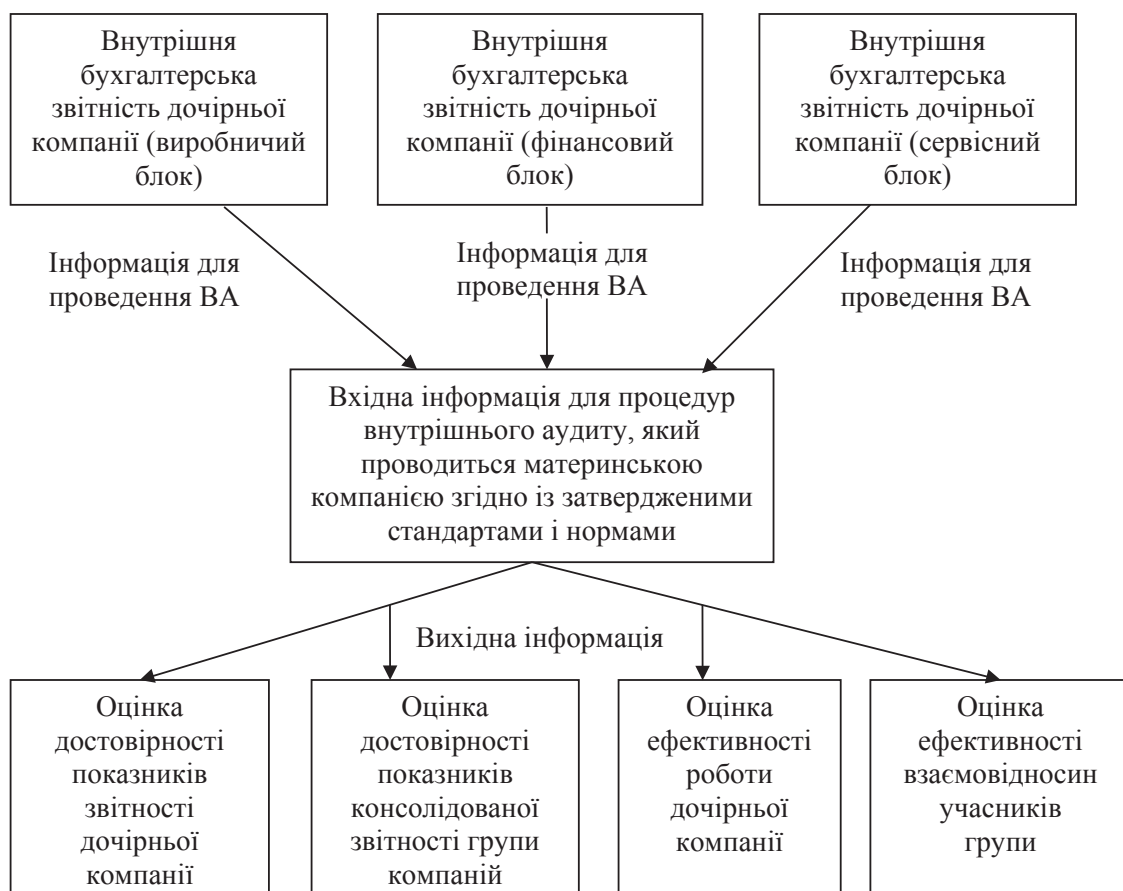 Внутрішня
бухгалтерська
звітність дочірньої
компанії (виробничий
блок)
Внутрішня
бухгалтерська
звітність дочірньої
компанії (фінансовий
блок)
Внутрішня
бухгалтерська
звітність дочірньої
компанії (сервісний
блок)
Інформація для
проведення ВА
Інформація для
проведення ВА
Інформація для
проведення ВА
Вхідна інформація для процедур
внутрішнього аудиту, який
проводиться материнською
компанією згідно із затвердженими
стандартами і нормами
Вихідна інформація
Оцінка
достовірності
показників
звітності
дочірньої
компанії
Оцінка
достовірності
показників
консолідованої
звітності групи
компаній
Оцінка
ефективності
роботи
дочірньої
компанії
Оцінка
ефективності
взаємовідносин
учасників
групи